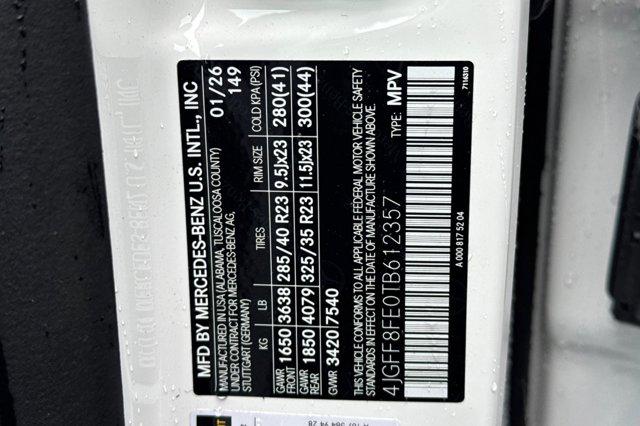 MFD BY MERCEDES-BENZ U.S. INTL., INC
MANUFACTURED IN USA (ALABAMA, TUSCALOOSA COUNTY)
UNDER CONTRACT FOR MERCEDES-BENZ AG,
STUTTGART (GERMANY)
01/26
149
KG LB TIRES RIM SIZE COLD KPA (PSI)
GAWR FRONT 1650 3638 285/40 R23 9.5Jx23 280(41)
GAWR REAR 1850 4079 325/35 R23 11.5Jx23 300(44)
GVWR 3420 7540
THIS VEHICLE CONFORMS TO ALL APPLICABLE FEDERAL MOTOR VEHICLE SAFETY
STANDARDS IN EFFECT ON THE DATE OF MANUFACTURE SHOWN ABOVE.
4JGFF8FE0TB612357 TYPE: MPV
A 000 817 52 04
7116310